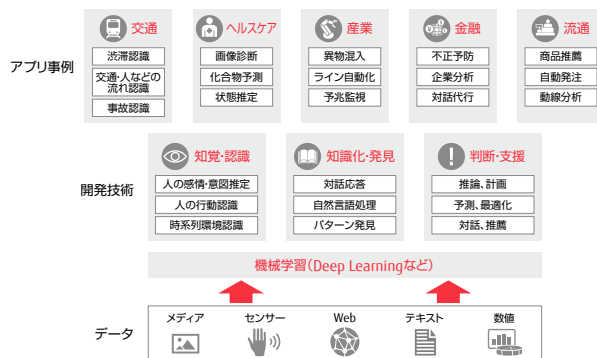 交通
ヘルスケア
産業
金融
流通
アプリ事例
渋滞認識
交通・人などの
流れ認識
事故認識
画像診断
化合物予測
状態推定
異物混入
ライン自動化
予兆監視
不正予防
企業分析
対話代行
商品推薦
自動発注
動線分析
知覚・認識
知識化・発見
判断・支援
開発技術
人の感情・意図推定
人の行動認識
時系列環境認識
対話応答
自然言語処理
パターン発見
推論、計画
予測、最適化
対話、推薦
機械学習(Deep Learningなど)
データ
メディア
センサー
Web
テキスト
数値